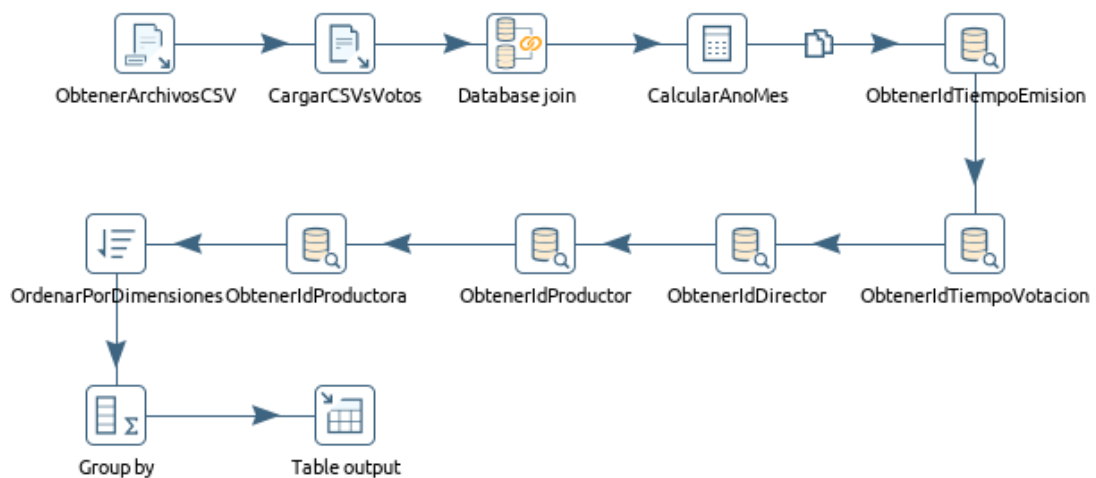 ObtenerArchivosCSV CargarCSVsVotos Database join CalcularAnoMes ObtenerIdTiempoEmision
OrdenarPorDimensiones ObtenerIdProductora ObtenerIdProductor ObtenerIdDirector ObtenerIdTiempoVotacion
Group by Table output